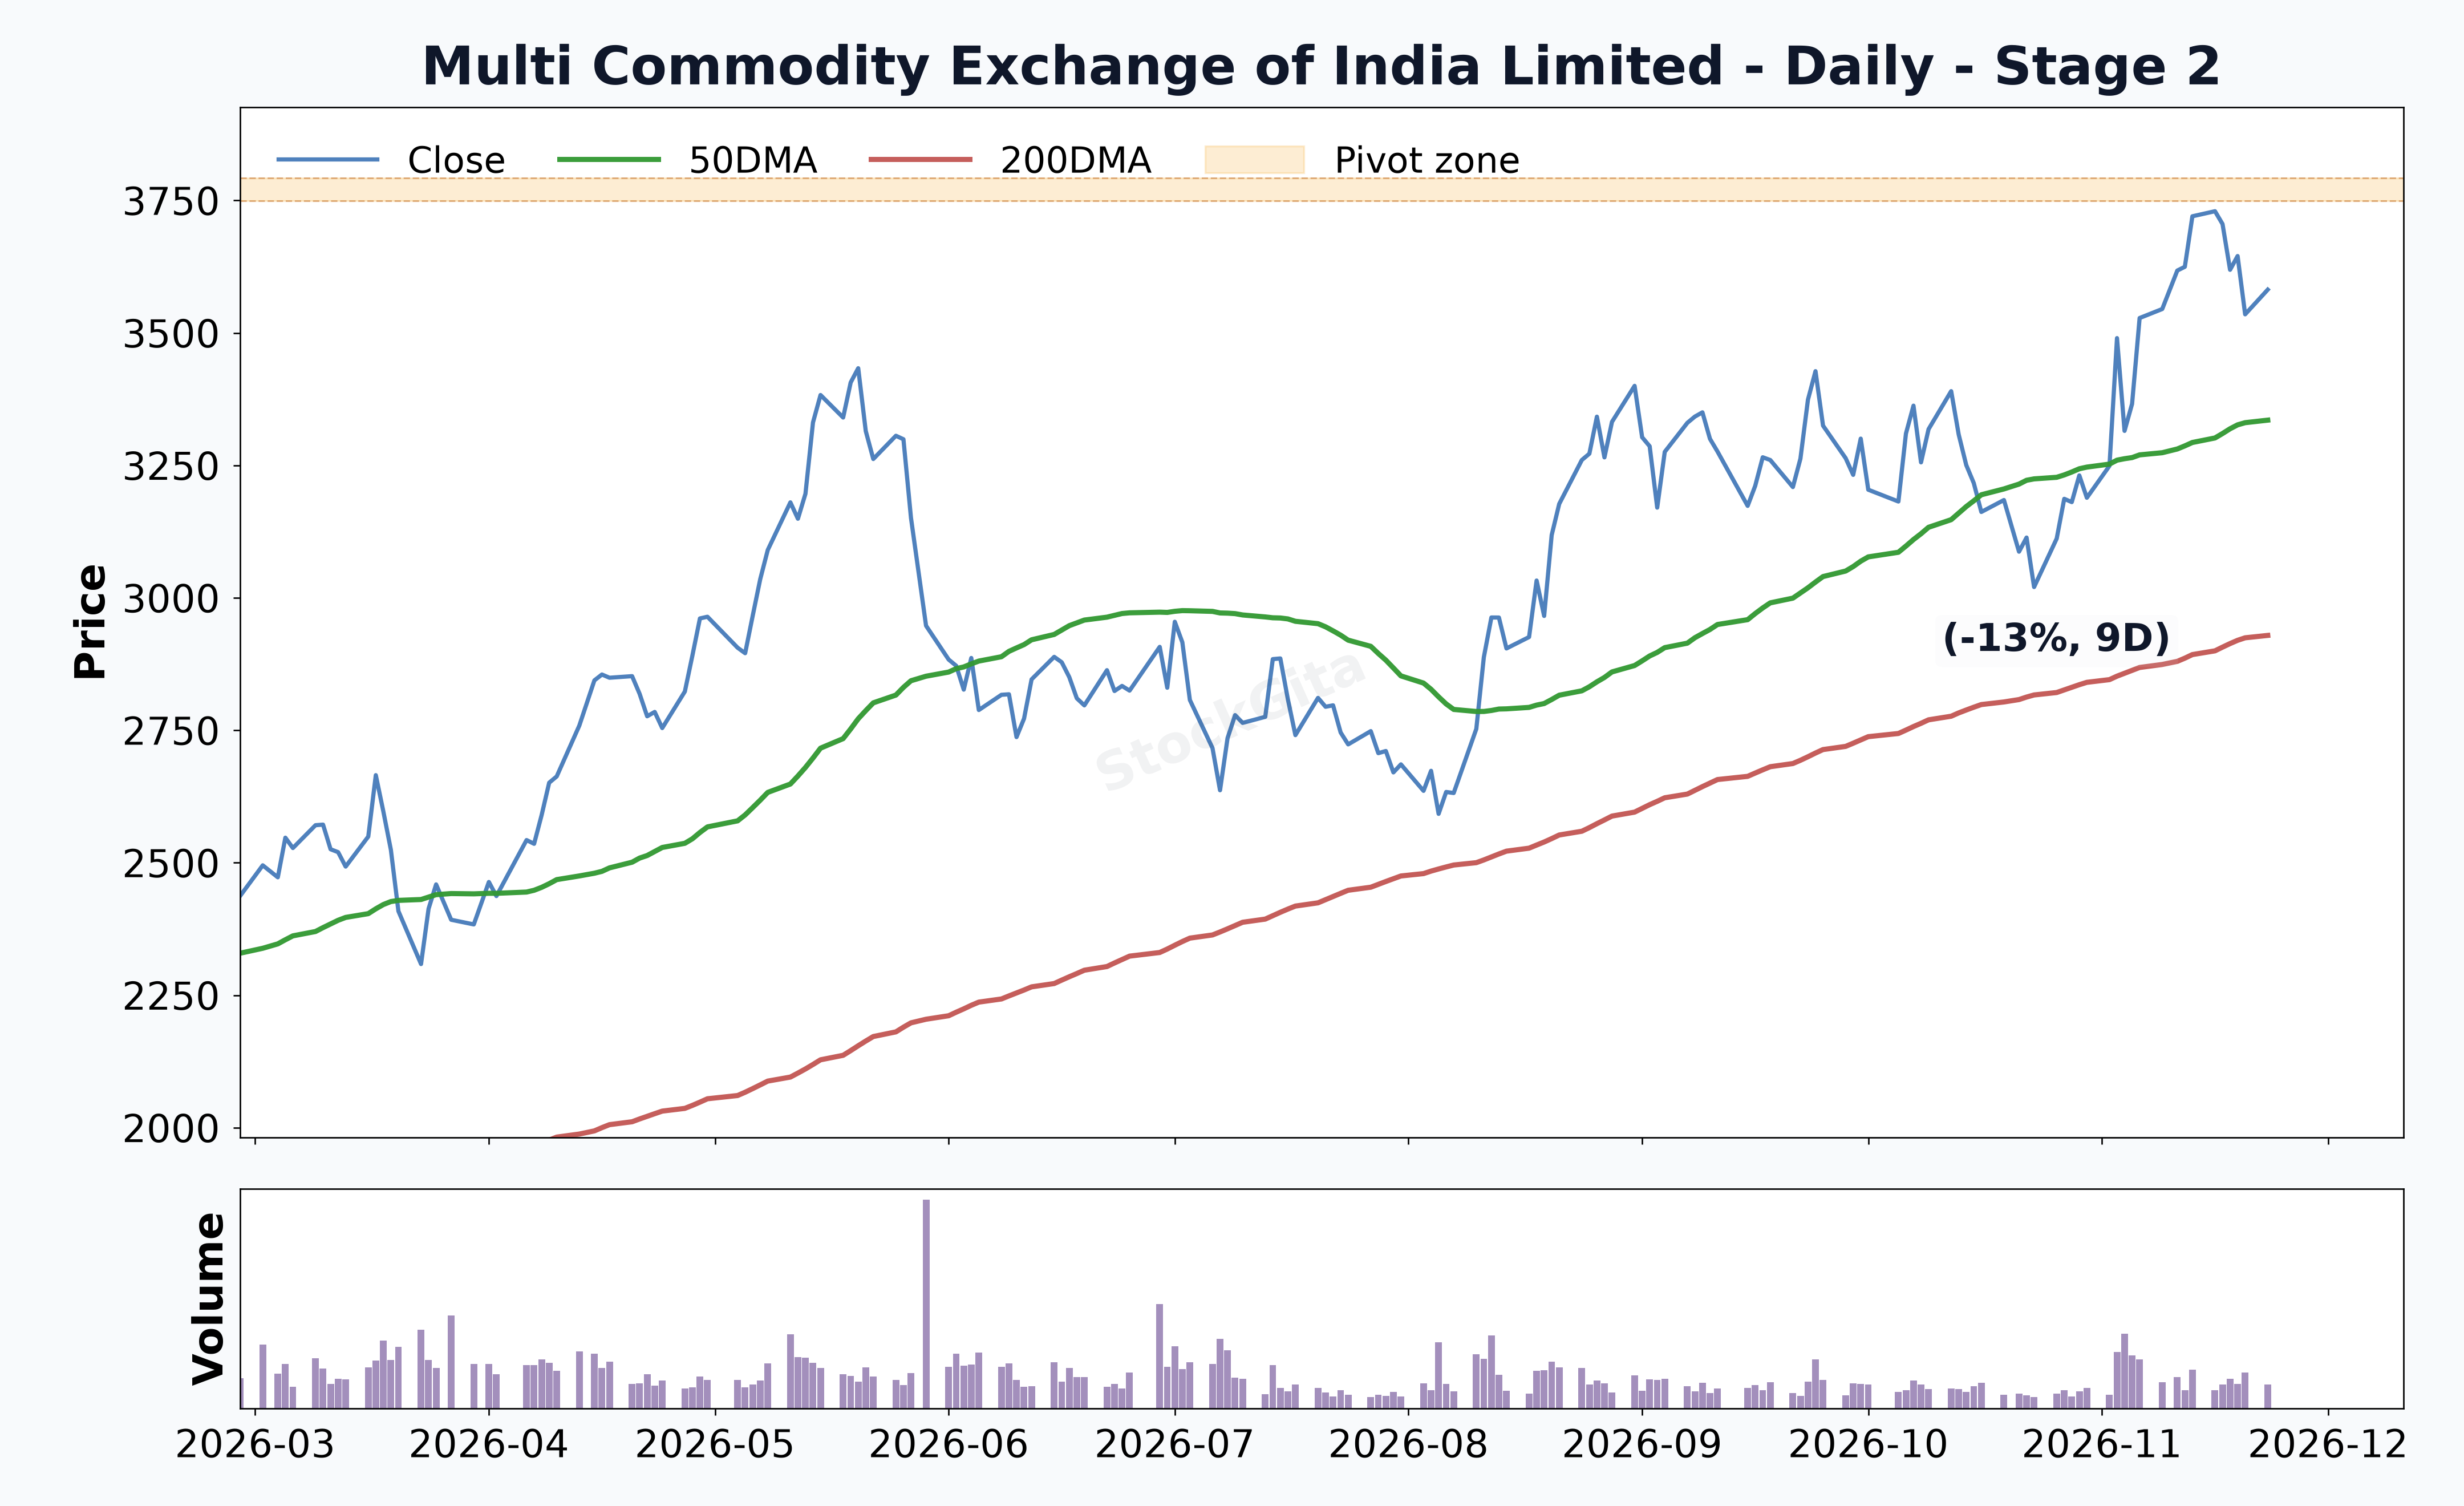 Multi Commodity Exchange of India Limited - Daily - Stage 2
Close 50DMA 200DMA Pivot zone
3750
3500
3250
3000
2750
2500
2250
2000
Price
(-13%, 9D)
StockGita
Volume
2026-03 2026-04 2026-05 2026-06 2026-07 2026-08 2026-09 2026-10 2026-11 2026-12